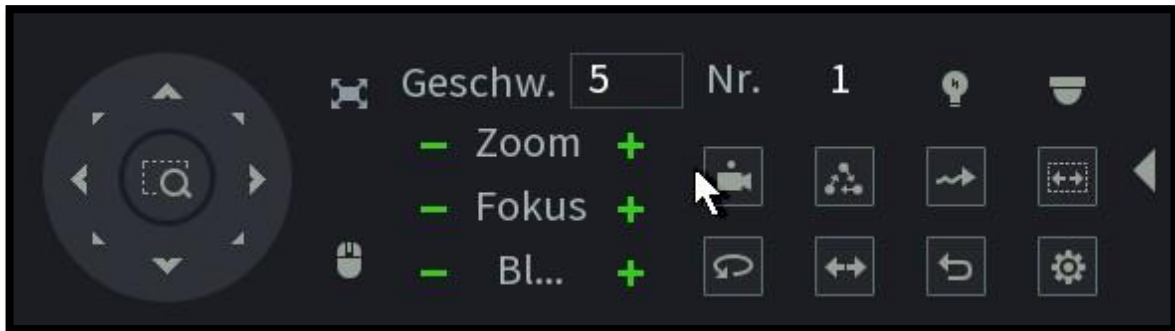 Geschw. 5 Nr. 1
− Zoom +
− Fokus +
− Bl... +